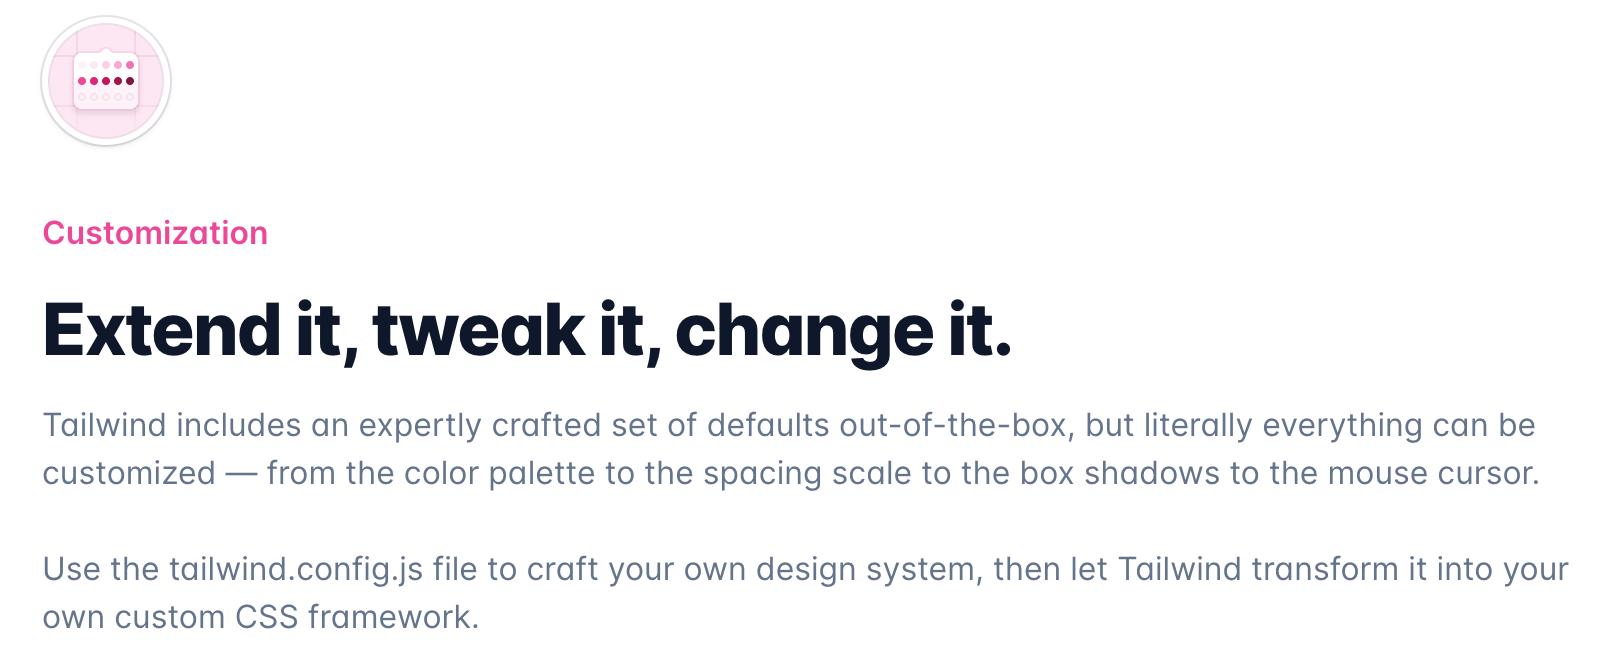 Customization
Extend it, tweak it, change it.
Tailwind includes an expertly crafted set of defaults out-of-the-box, but literally everything can be
customized — from the color palette to the spacing scale to the box shadows to the mouse cursor.
Use the tailwind.config.js file to craft your own design system, then let Tailwind transform it into your
own custom CSS framework.